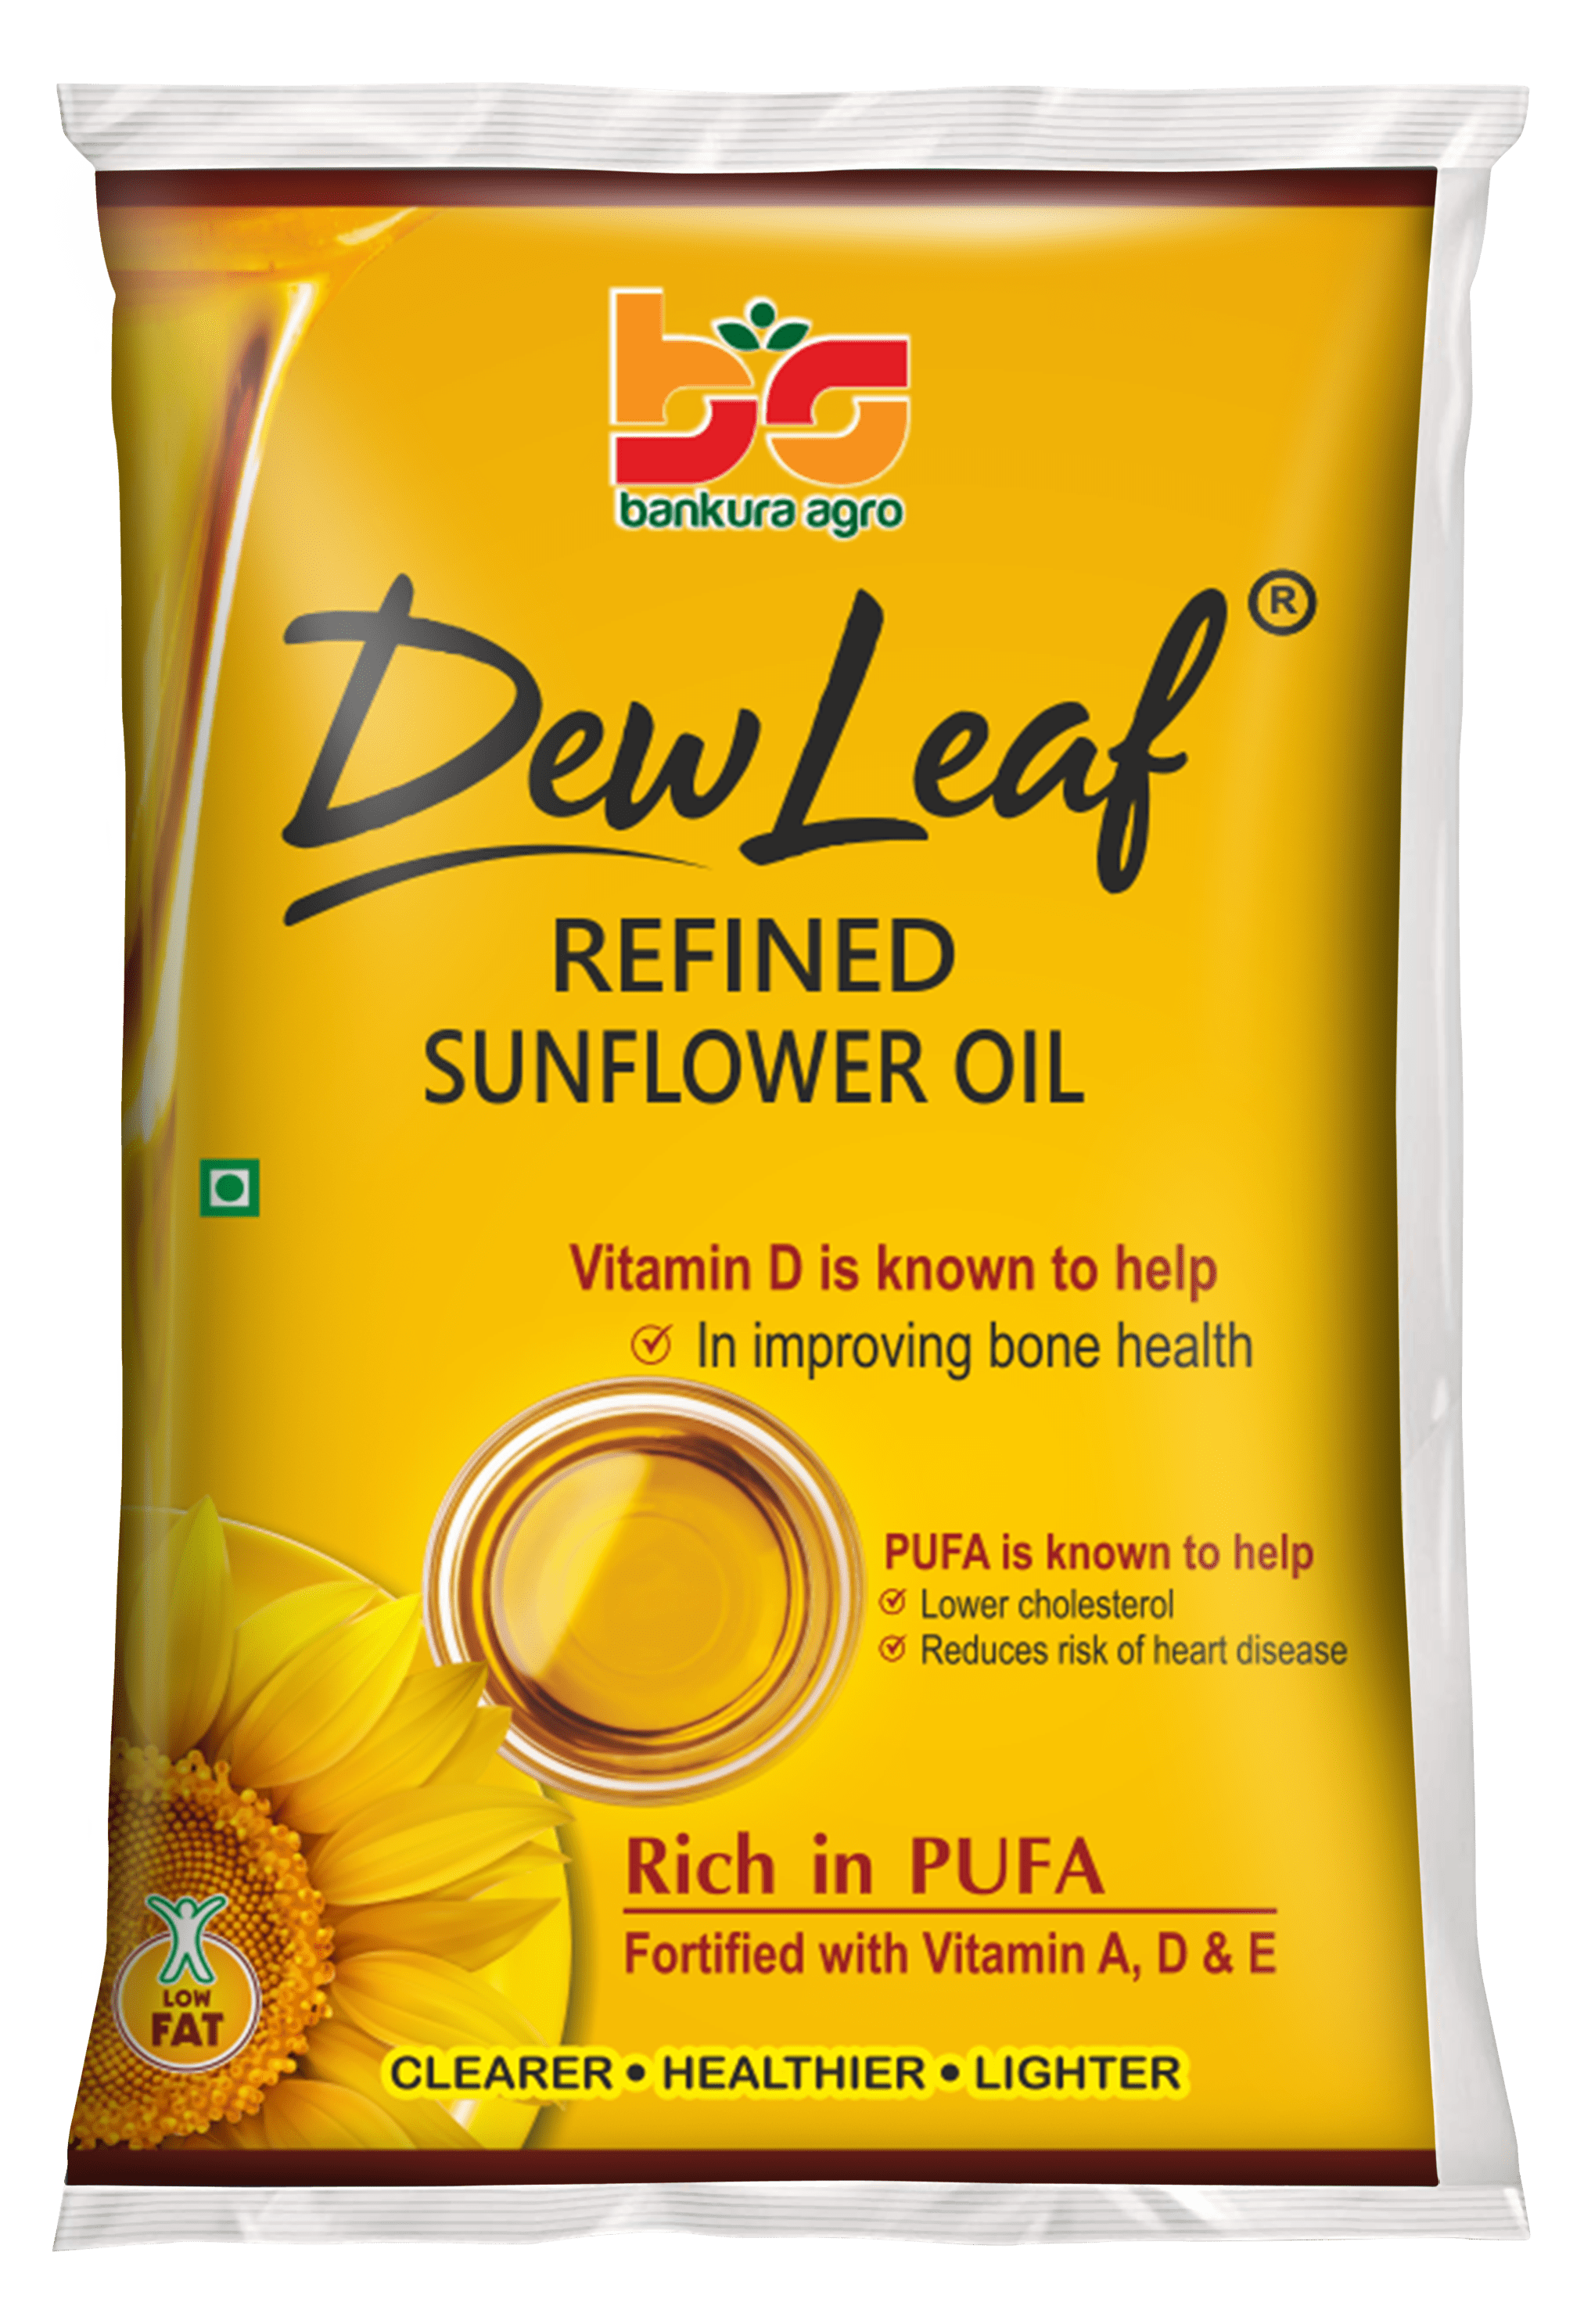 bankura agro
Dew Leaf ®
REFINED
SUNFLOWER OIL
Vitamin D is known to help
In improving bone health
PUFA is known to help
Lower cholesterol
Reduces risk of heart disease
Rich in PUFA
Fortified with Vitamin A, D & E
LOW
FAT
CLEARER • HEALTHIER • LIGHTER